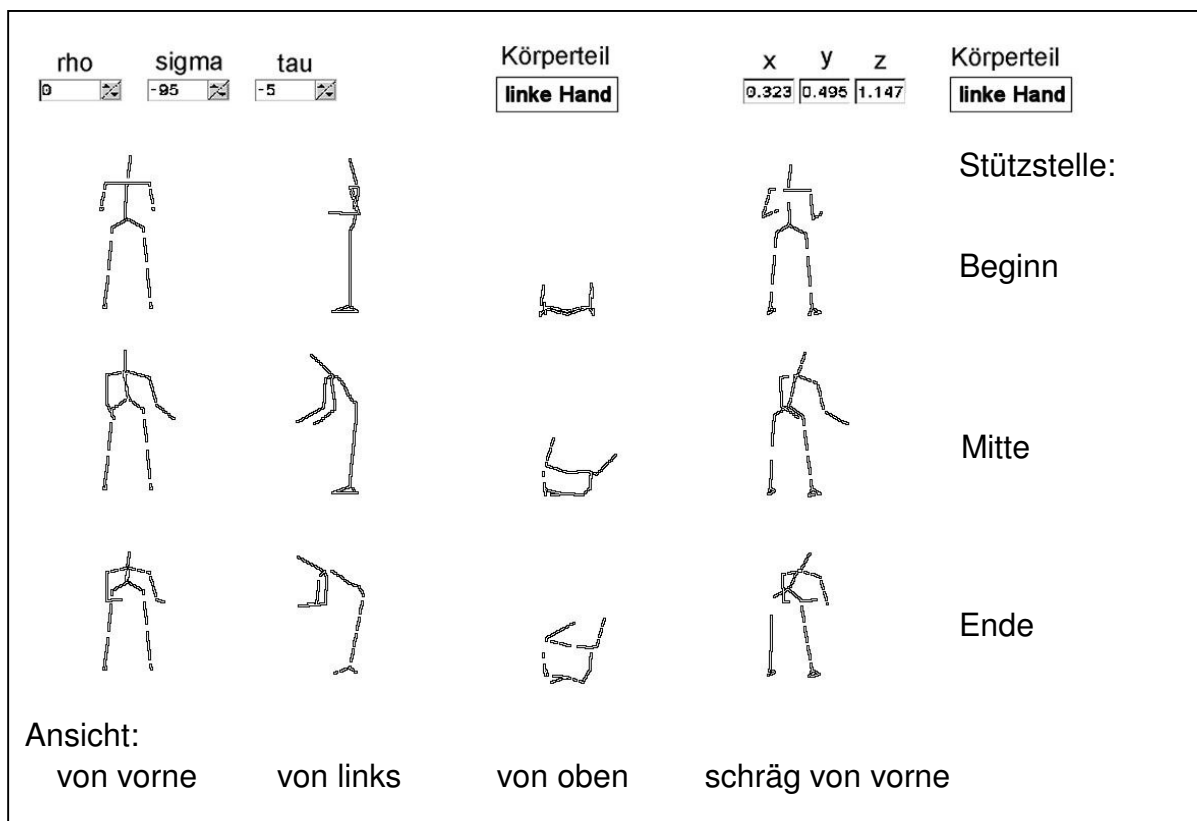 rho sigma tau Körperteil x y z Körperteil
0 -95 -5 linke Hand 0.323 0.495 1.147 linke Hand
Stützstelle:
Beginn
Mitte
Ende
Ansicht:
von vorne von links von oben schräg von vorne